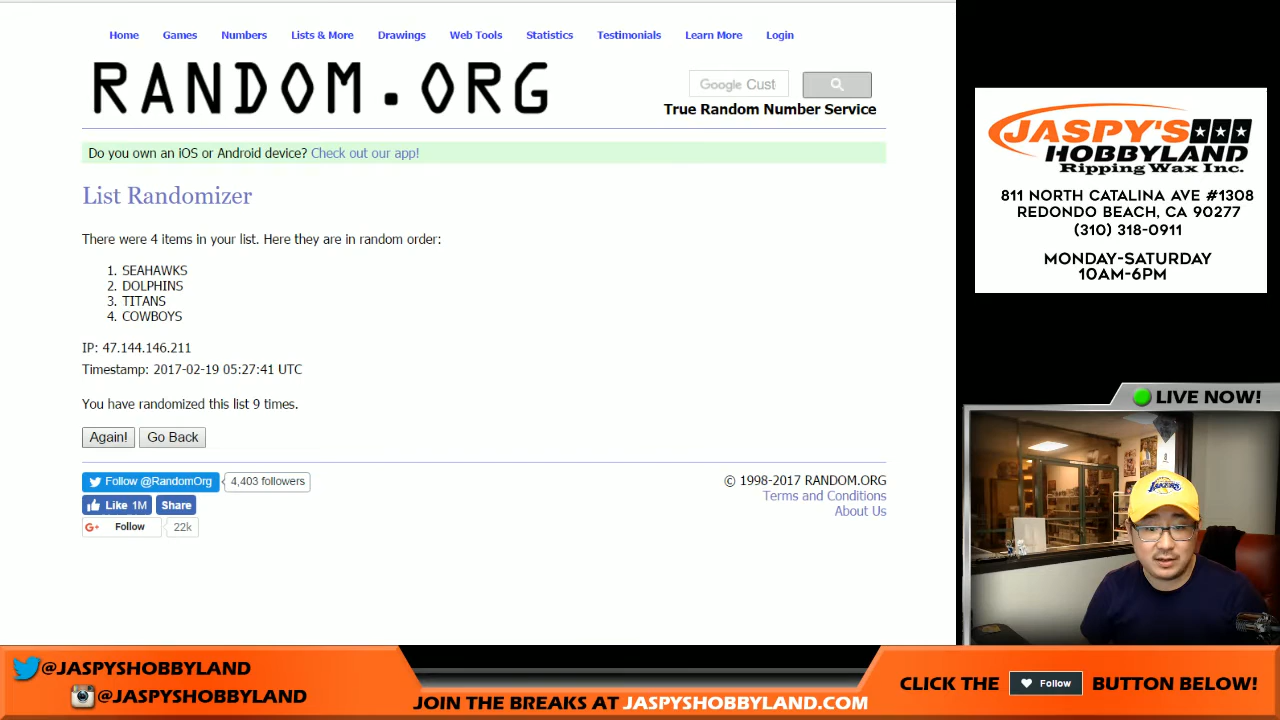 Home Games Numbers Lists & More Drawings Web Tools Statistics Testimonials Learn More Login
RANDOM.ORG
Google Cust
True Random Number Service
Do you own an iOS or Android device? Check out our app!
List Randomizer
There were 4 items in your list. Here they are in random order:
1. SEAHAWKS
2. DOLPHINS
3. TITANS
4. COWBOYS
IP: 47.144.146.211
Timestamp: 2017-02-19 05:27:41 UTC
You have randomized this list 9 times.
Again! Go Back
Follow @RandomOrg 4,403 followers
Like 1M Share
G+ Follow 22k
© 1998-2017 RANDOM.ORG
Terms and Conditions
About Us
JASPY'S
HOBBYLAND
Ripping Wax Inc.
811 NORTH CATALINA AVE #1308
REDONDO BEACH, CA 90277
(310) 318-0911
MONDAY-SATURDAY
10AM-6PM
LIVE NOW!
LAKERS
@JASPYSHOBBYLAND
@JASPYSHOBBYLAND
JOIN THE BREAKS AT JASPYSHOBBYLAND.COM
CLICK THE Follow BUTTON BELOW!